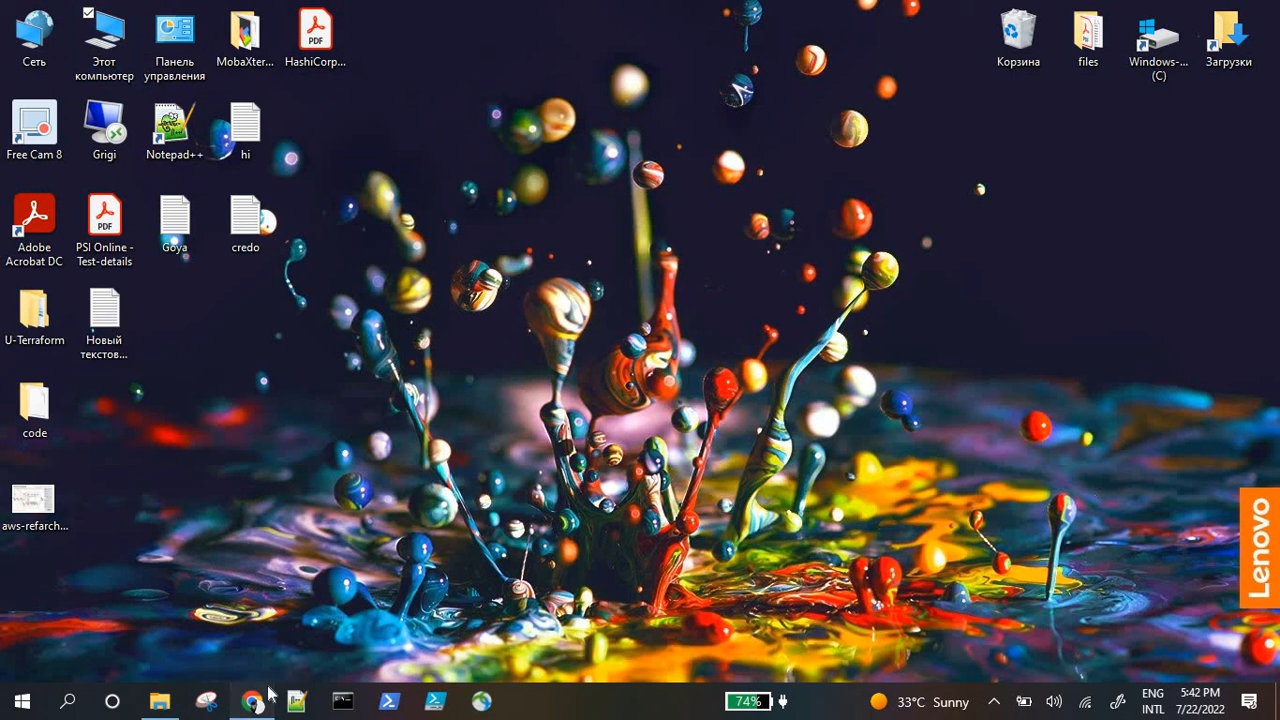 Сеть
Этот
компьютер
Панель
управления
MobaXter...
HashiCorp...
Корзина
files
Windows-...
(C)
Загрузки
Free Cam 8
Grigi
Notepad++
hi
Adobe
Acrobat DC
PSI Online -
Test-details
Goya
credo
U-Terraform
Новый
текстов...
code
aws-refarch...
Lenovo
74%
33°C Sunny
ENG
INTL
2:42 PM
7/22/2022